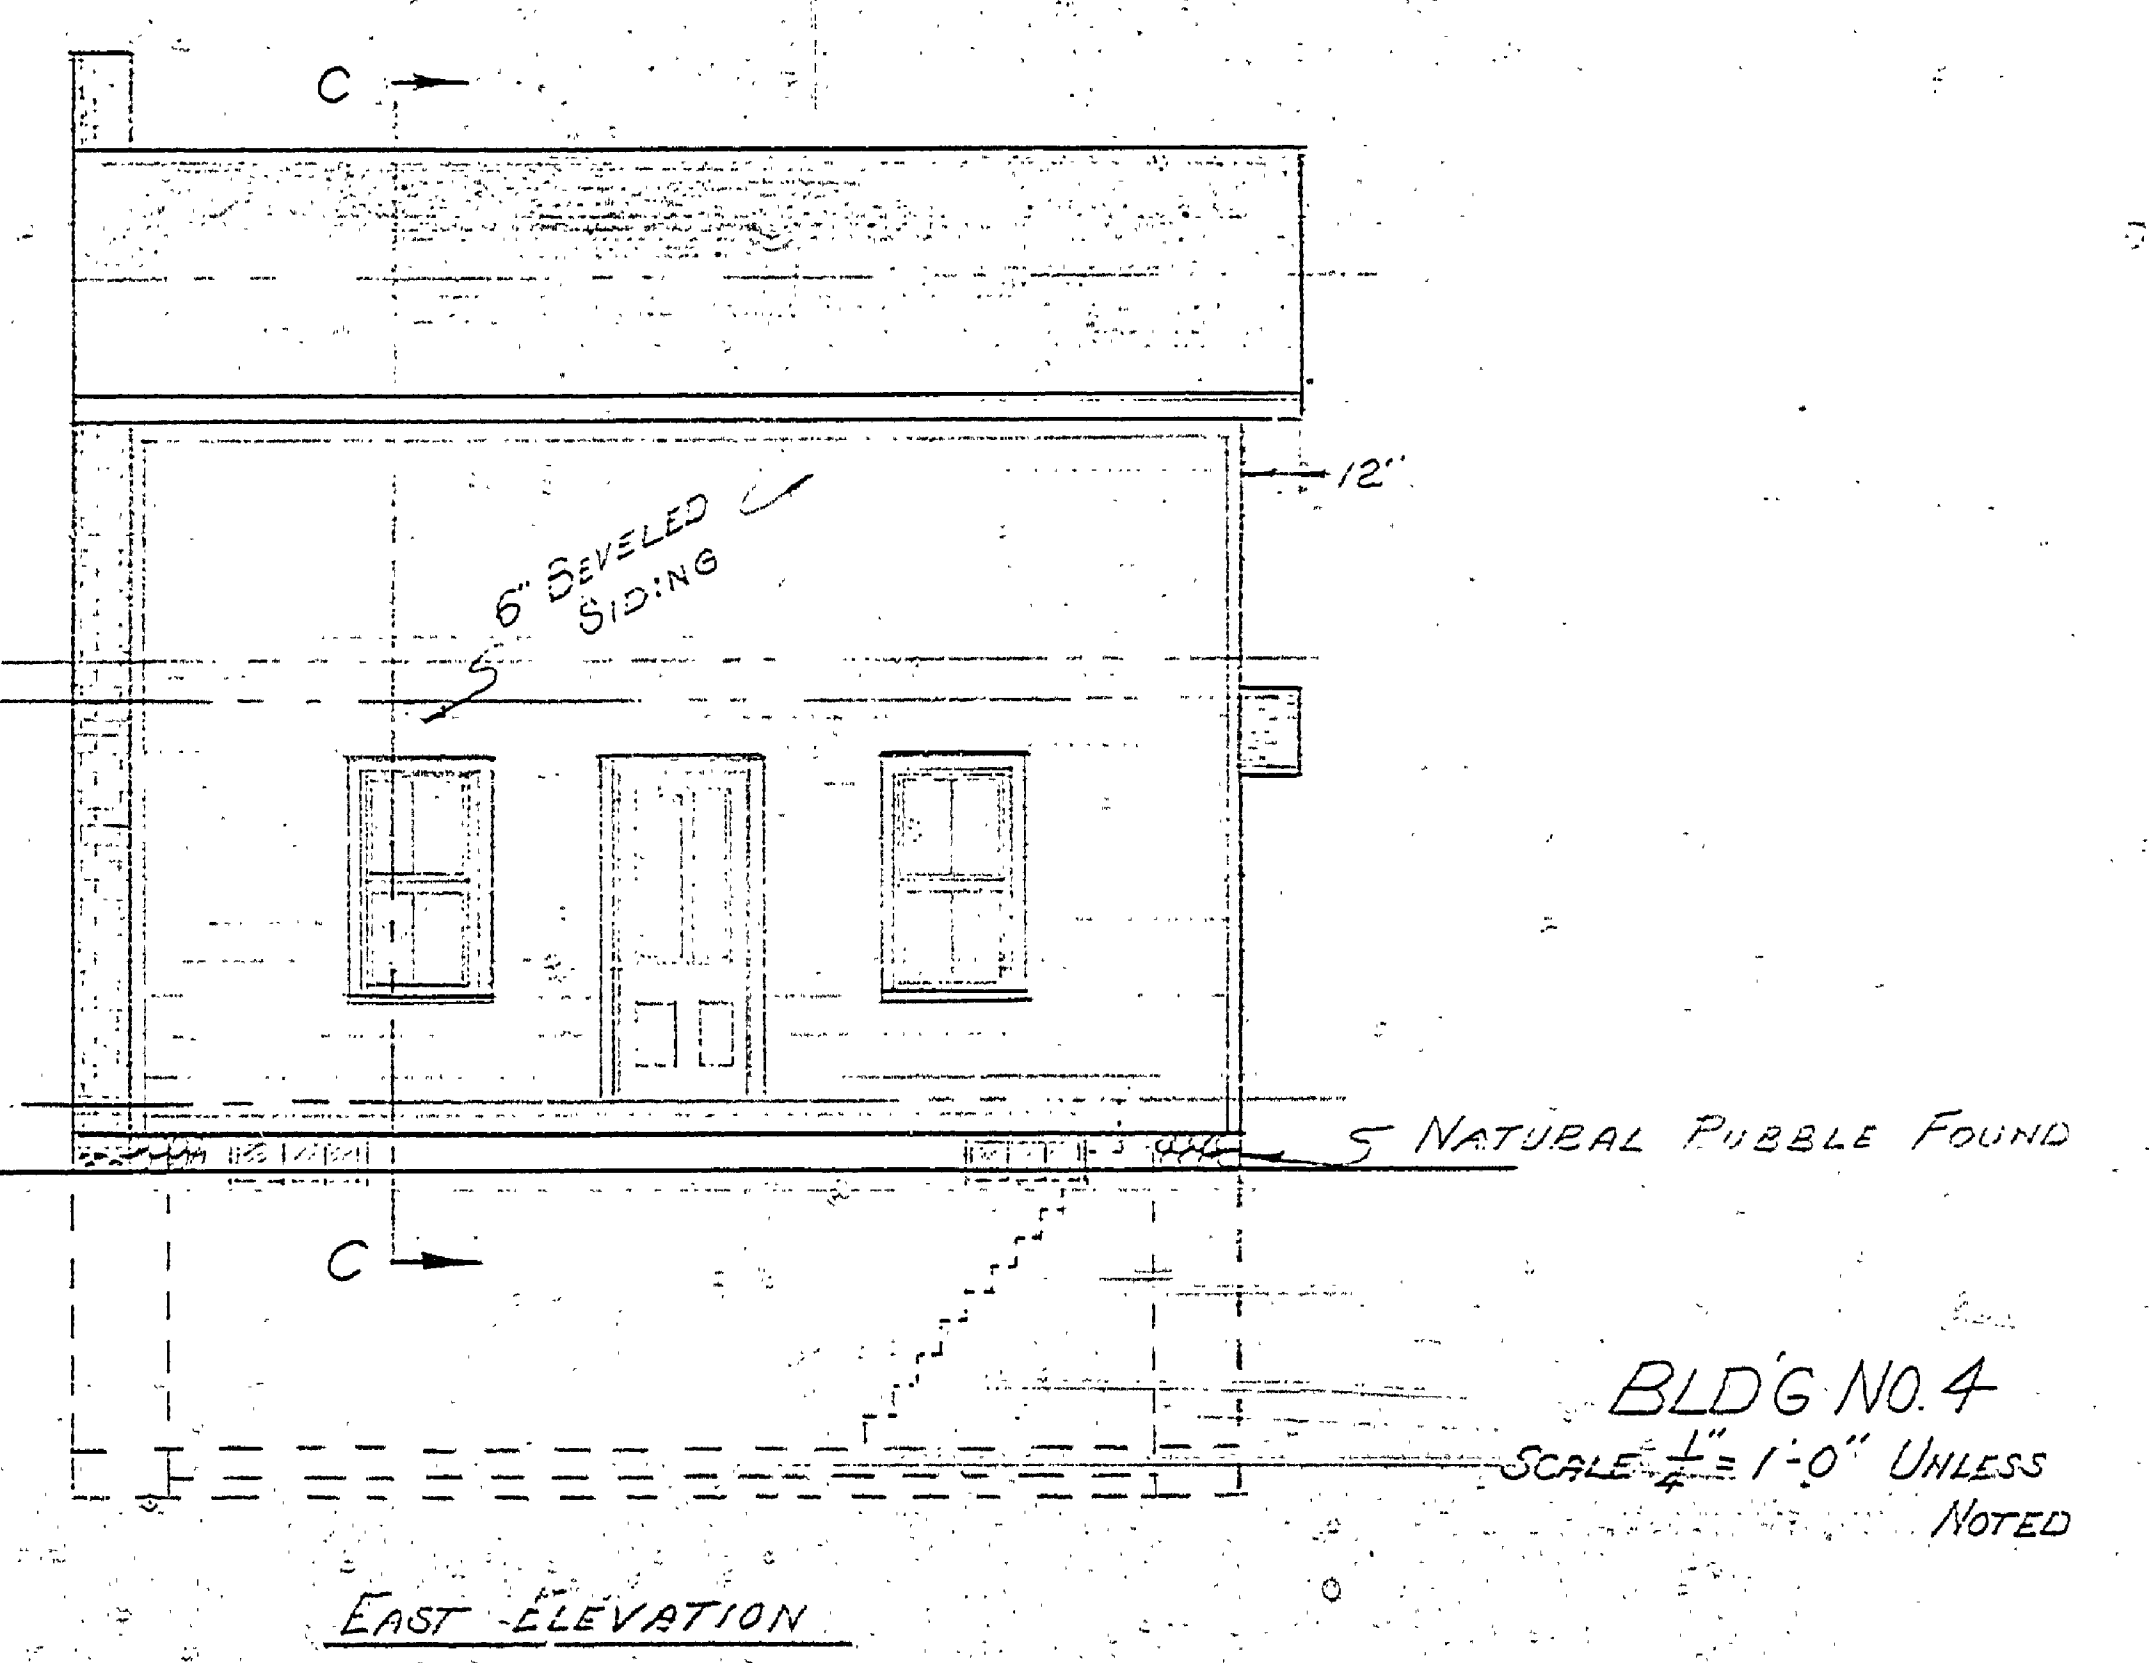 C
12"
6" BEVELED
SIDING
NATURAL RUBBLE FOUND
C
BLD'G NO. 4
SCALE 1/4" = 1'-0" UNLESS
NOTED
EAST ELEVATION